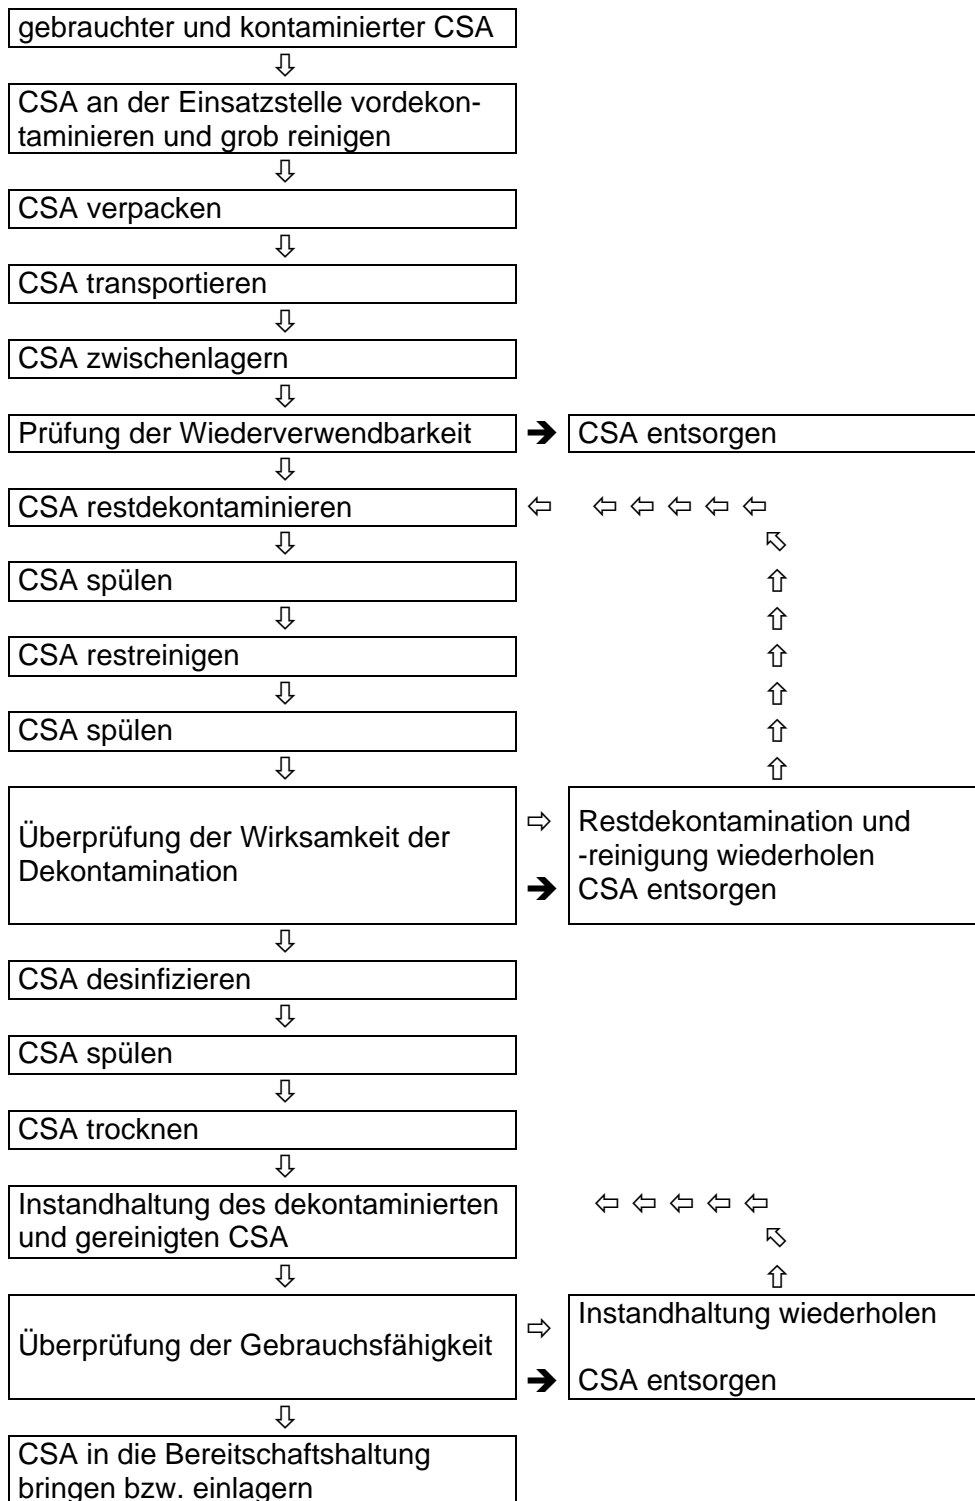 gebrauchter und kontaminierter CSA
CSA an der Einsatzstelle vordekon-
taminieren und grob reinigen
CSA verpacken
CSA transportieren
CSA zwischenlagern
Prüfung der Wiederverwendbarkeit
CSA entsorgen
CSA restdekontaminieren
CSA spülen
CSA restreinigen
CSA spülen
Überprüfung der Wirksamkeit der
Dekontamination
Restdekontamination und
-reinigung wiederholen
CSA entsorgen
CSA desinfizieren
CSA spülen
CSA trocknen
Instandhaltung des dekontaminierten
und gereinigten CSA
Überprüfung der Gebrauchsfähigkeit
Instandhaltung wiederholen
CSA entsorgen
CSA in die Bereitschaftshaltung
bringen bzw. einlagern